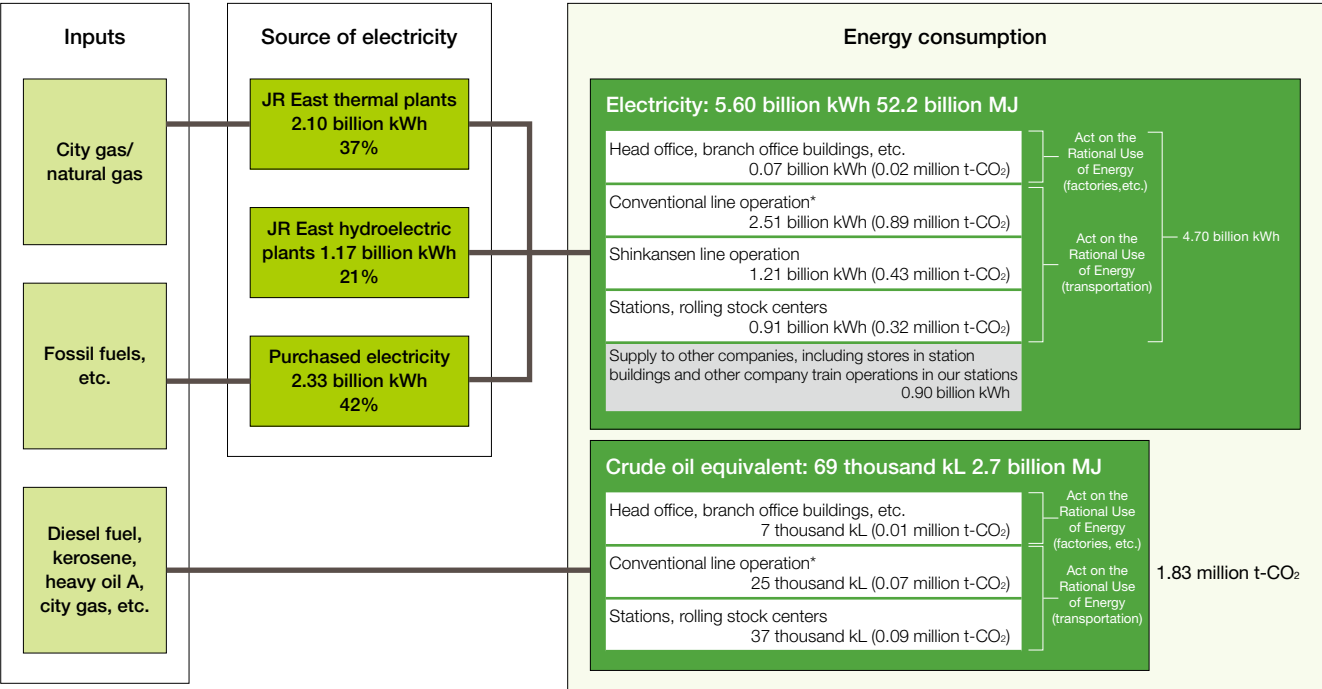 Inputs
City gas/
natural gas
Fossil fuels,
etc.
Diesel fuel,
kerosene,
heavy oil A,
city gas, etc.
Source of electricity
JR East thermal plants
2.10 billion kWh
37%
JR East hydroelectric
plants 1.17 billion kWh
21%
Purchased electricity
2.33 billion kWh
42%
Energy consumption
Electricity: 5.60 billion kWh 52.2 billion MJ
Head office, branch office buildings, etc.
0.07 billion kWh (0.02 million t-CO₂)
Conventional line operation*
2.51 billion kWh (0.89 million t-CO₂)
Shinkansen line operation
1.21 billion kWh (0.43 million t-CO₂)
Stations, rolling stock centers
0.91 billion kWh (0.32 million t-CO₂)
Supply to other companies, including stores in station
buildings and other company train operations in our stations
0.90 billion kWh
Act on the
Rational Use
of Energy
(factories,etc.)
Act on the
Rational Use
of Energy
(transportation)
4.70 billion kWh
Crude oil equivalent: 69 thousand kL 2.7 billion MJ
Head office, branch office buildings, etc.
7 thousand kL (0.01 million t-CO₂)
Conventional line operation*
25 thousand kL (0.07 million t-CO₂)
Stations, rolling stock centers
37 thousand kL (0.09 million t-CO₂)
Act on the
Rational Use
of Energy
(factories, etc.)
Act on the
Rational Use
of Energy
(transportation)
1.83 million t-CO₂